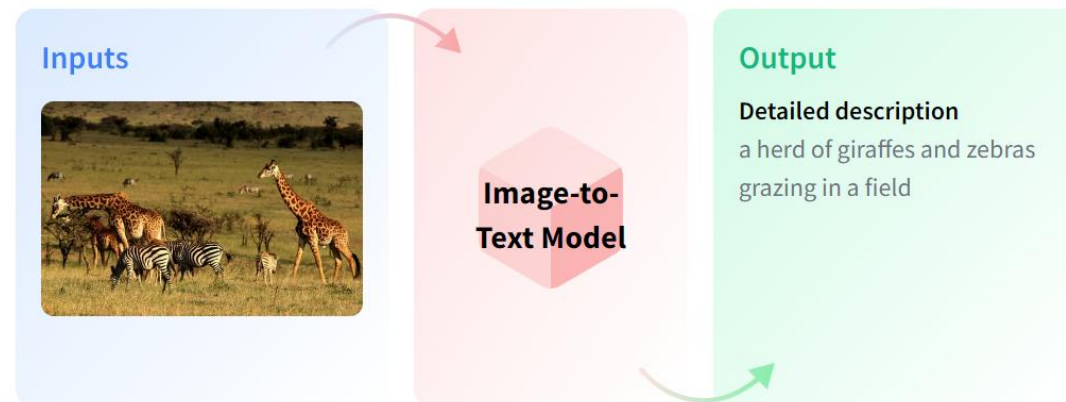 Inputs
Image-to-
Text Model
Output
Detailed description
a herd of giraffes and zebras
grazing in a field